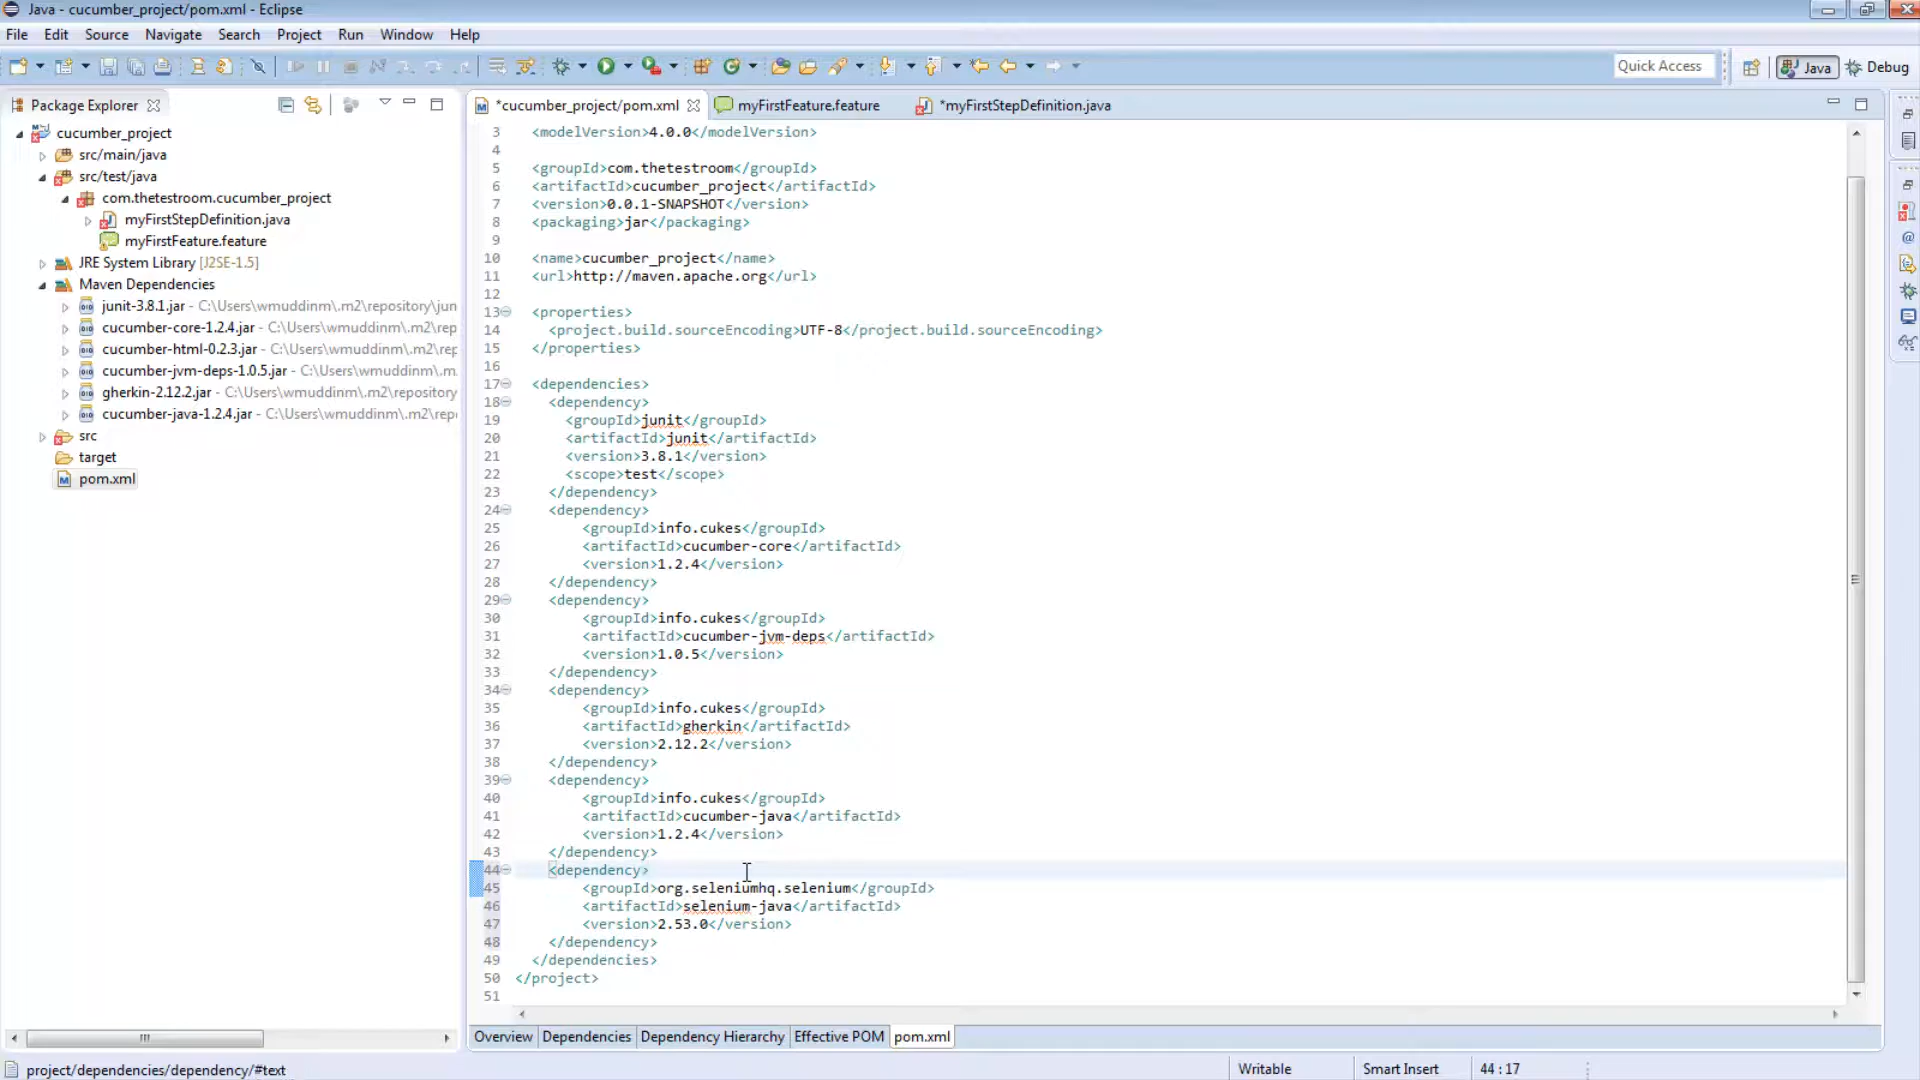 Java - cucumber_project/pom.xml - Eclipse
File Edit Source Navigate Search Project Run Window Help
Quick Access Java Debug
Package Explorer
cucumber_project
src/main/java
src/test/java
com.thetestroom.cucumber_project
myFirstStepDefinition.java
myFirstFeature.feature
JRE System Library [J2SE-1.5]
Maven Dependencies
junit-3.8.1.jar - C:\Users\wmuddinm\.m2\repository\jun
cucumber-core-1.2.4.jar - C:\Users\wmuddinm\.m2\rep
cucumber-html-0.2.3.jar - C:\Users\wmuddinm\.m2\rep
cucumber-jvm-deps-1.0.5.jar - C:\Users\wmuddinm\.m
gherkin-2.12.2.jar - C:\Users\wmuddinm\.m2\repository
cucumber-java-1.2.4.jar - C:\Users\wmuddinm\.m2\rep
src
target
pom.xml
*cucumber_project/pom.xml myFirstFeature.feature *myFirstStepDefinition.java
3 <modelVersion>4.0.0</modelVersion>
4
5 <groupId>com.thetestroom</groupId>
6 <artifactId>cucumber_project</artifactId>
7 <version>0.0.1-SNAPSHOT</version>
8 <packaging>jar</packaging>
9
10 <name>cucumber_project</name>
11 <url>http://maven.apache.org</url>
12
13 <properties>
14 <project.build.sourceEncoding>UTF-8</project.build.sourceEncoding>
15 </properties>
16
17 <dependencies>
18 <dependency>
19 <groupId>junit</groupId>
20 <artifactId>junit</artifactId>
21 <version>3.8.1</version>
22 <scope>test</scope>
23 </dependency>
24 <dependency>
25 <groupId>info.cukes</groupId>
26 <artifactId>cucumber-core</artifactId>
27 <version>1.2.4</version>
28 </dependency>
29 <dependency>
30 <groupId>info.cukes</groupId>
31 <artifactId>cucumber-jvm-deps</artifactId>
32 <version>1.0.5</version>
33 </dependency>
34 <dependency>
35 <groupId>info.cukes</groupId>
36 <artifactId>gherkin</artifactId>
37 <version>2.12.2</version>
38 </dependency>
39 <dependency>
40 <groupId>info.cukes</groupId>
41 <artifactId>cucumber-java</artifactId>
42 <version>1.2.4</version>
43 </dependency>
44 <dependency>
45 <groupId>org.seleniumhq.selenium</groupId>
46 <artifactId>selenium-java</artifactId>
47 <version>2.53.0</version>
48 </dependency>
49 </dependencies>
50 </project>
51
Overview Dependencies Dependency Hierarchy Effective POM pom.xml
project/dependencies/dependency/#text Writable Smart Insert 44 : 17